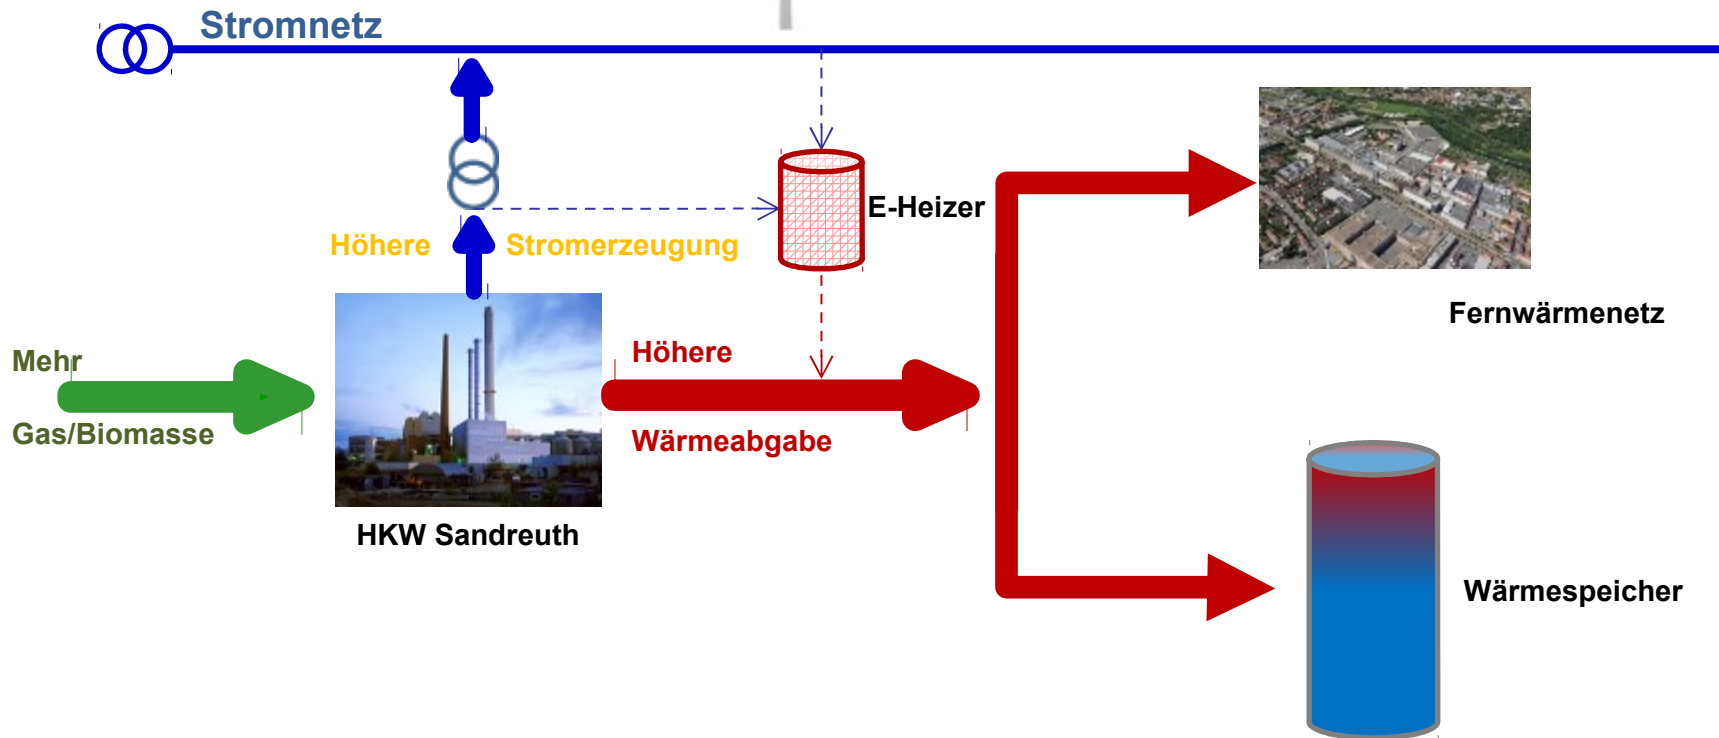 Stromnetz
E-Heizer
Höhere Stromerzeugung
Fernwärmenetz
Mehr
Gas/Biomasse
Höhere
Wärmeabgabe
HKW Sandreuth
Wärmespeicher